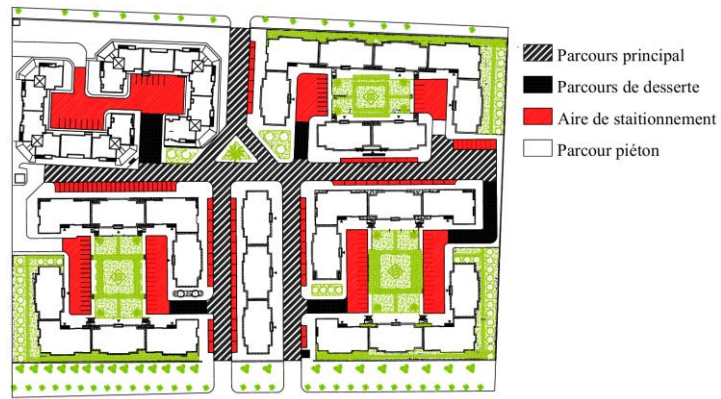 Parcours principal
Parcours de desserte
Aire de staitionnement
Parcour piéton